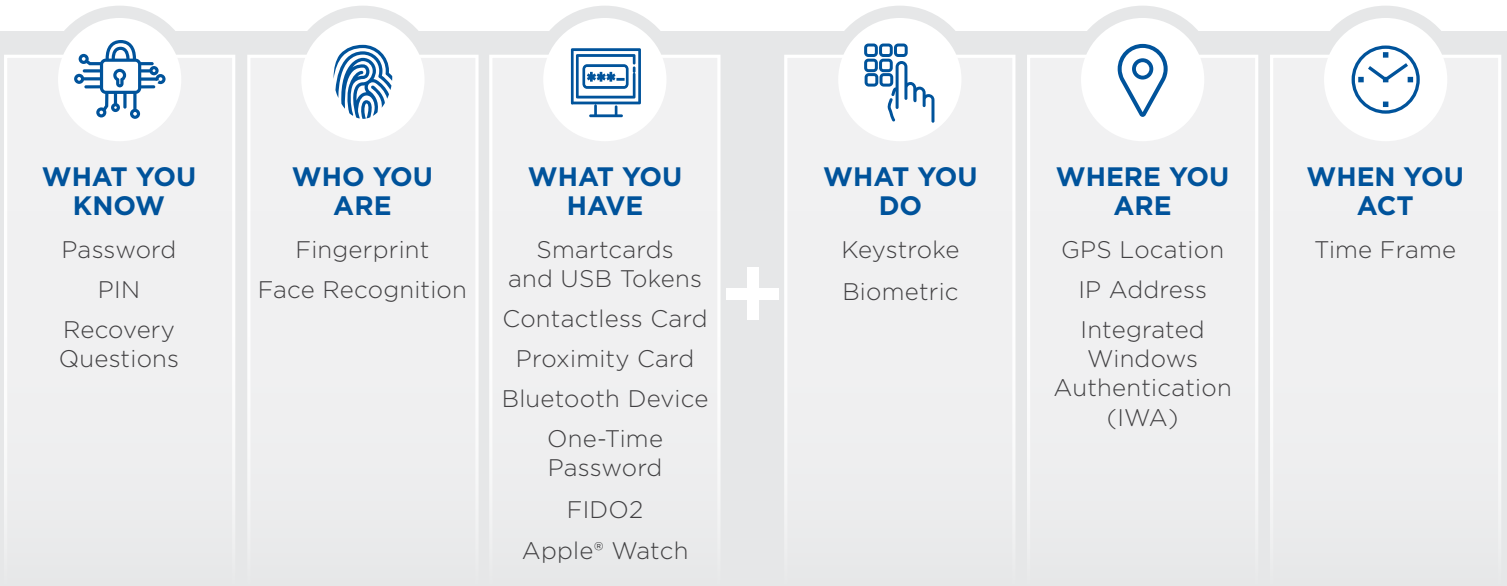 ***_
WHAT YOU
KNOW
Password
PIN
Recovery
Questions
WHO YOU
ARE
Fingerprint
Face Recognition
WHAT YOU
HAVE
Smartcards
and USB Tokens
Contactless Card
Proximity Card
Bluetooth Device
One-Time
Password
FIDO2
Apple® Watch
+
WHAT YOU
DO
Keystroke
Biometric
WHERE YOU
ARE
GPS Location
IP Address
Integrated
Windows
Authentication
(IWA)
WHEN YOU
ACT
Time Frame